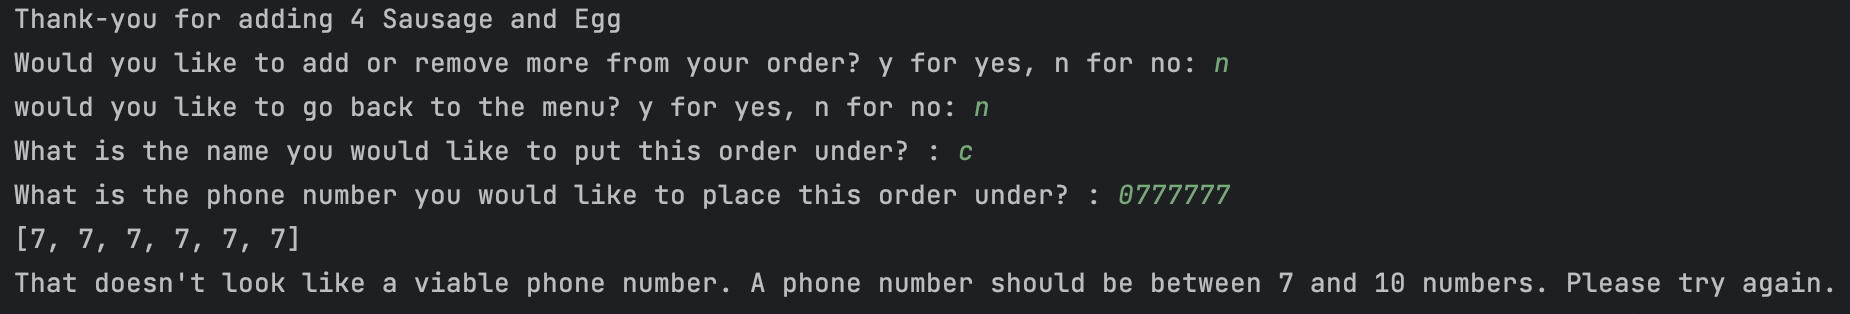 Thank-you for adding 4 Sausage and Egg
Would you like to add or remove more from your order? y for yes, n for no: n
would you like to go back to the menu? y for yes, n for no: n
What is the name you would like to put this order under? : c
What is the phone number you would like to place this order under? : 0777777
[7, 7, 7, 7, 7, 7]
That doesn't look like a viable phone number. A phone number should be between 7 and 10 numbers. Please try again.